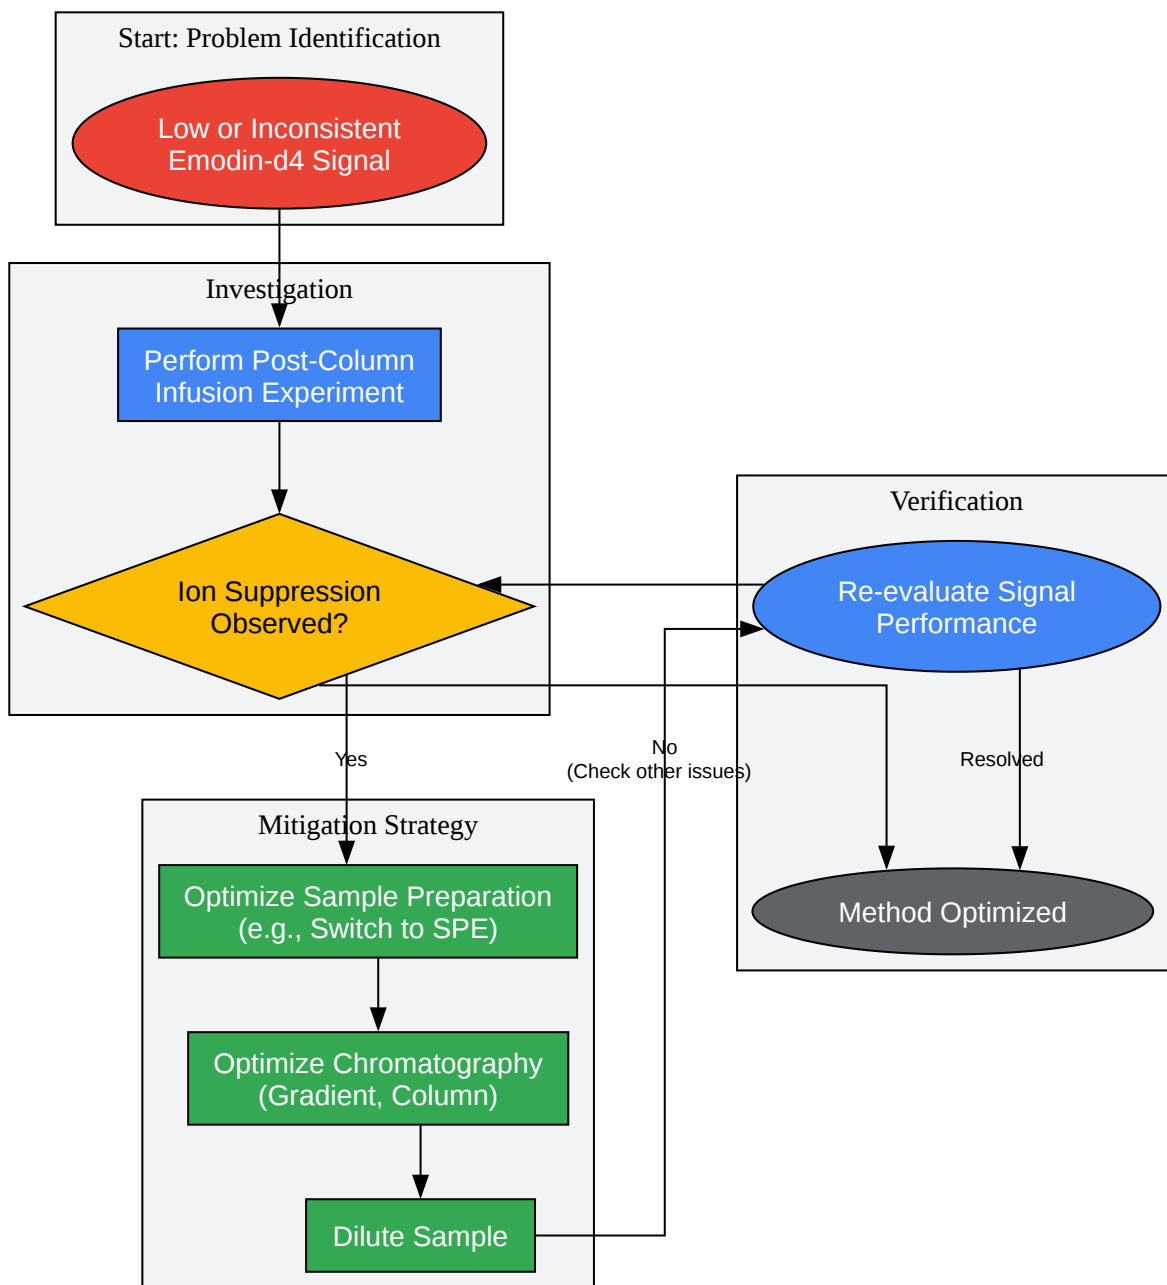 Start: Problem Identification
Low or Inconsistent
Emodin-d4 Signal
Investigation
Perform Post-Column
Infusion Experiment
Ion Suppression
Observed?
Verification
Re-evaluate Signal
Performance
Yes
No
(Check other issues)
Resolved
Mitigation Strategy
Optimize Sample Preparation
(e.g., Switch to SPE)
Method Optimized
Optimize Chromatography
(Gradient, Column)
Dilute Sample